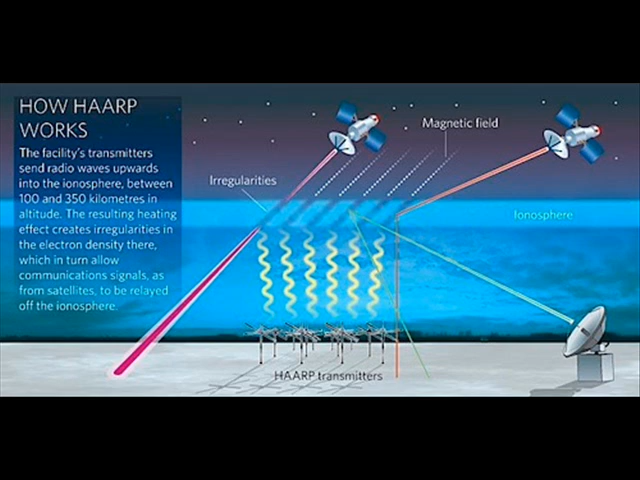 HOW HAARP
WORKS
The facility's transmitters
send radio waves upwards
into the ionosphere, between
100 and 350 kilometres in
altitude. The resulting heating
effect creates irregularities in
the electron density there,
which in turn allow
communications signals, as
from satellites, to be relayed
off the ionosphere.
Magnetic field
Irregularities
Ionosphere
HAARP transmitters